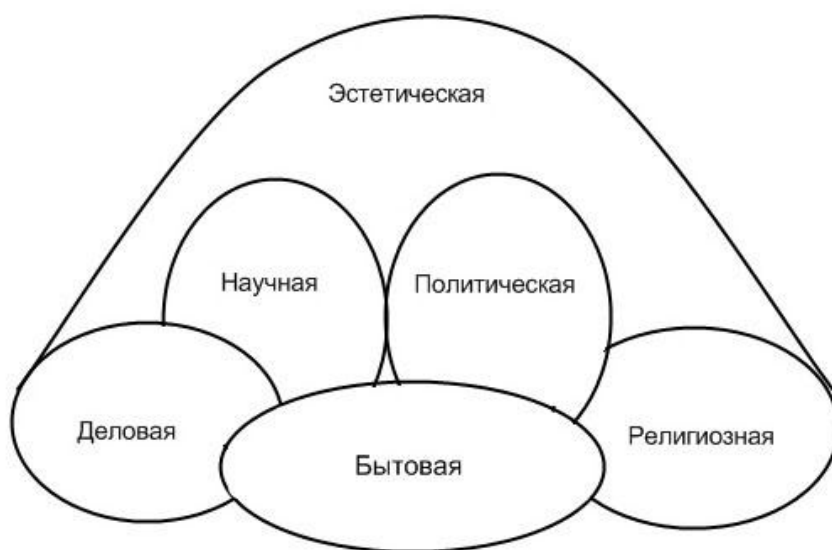 Эстетическая
Научная
Политическая
Деловая
Бытовая
Религиозная